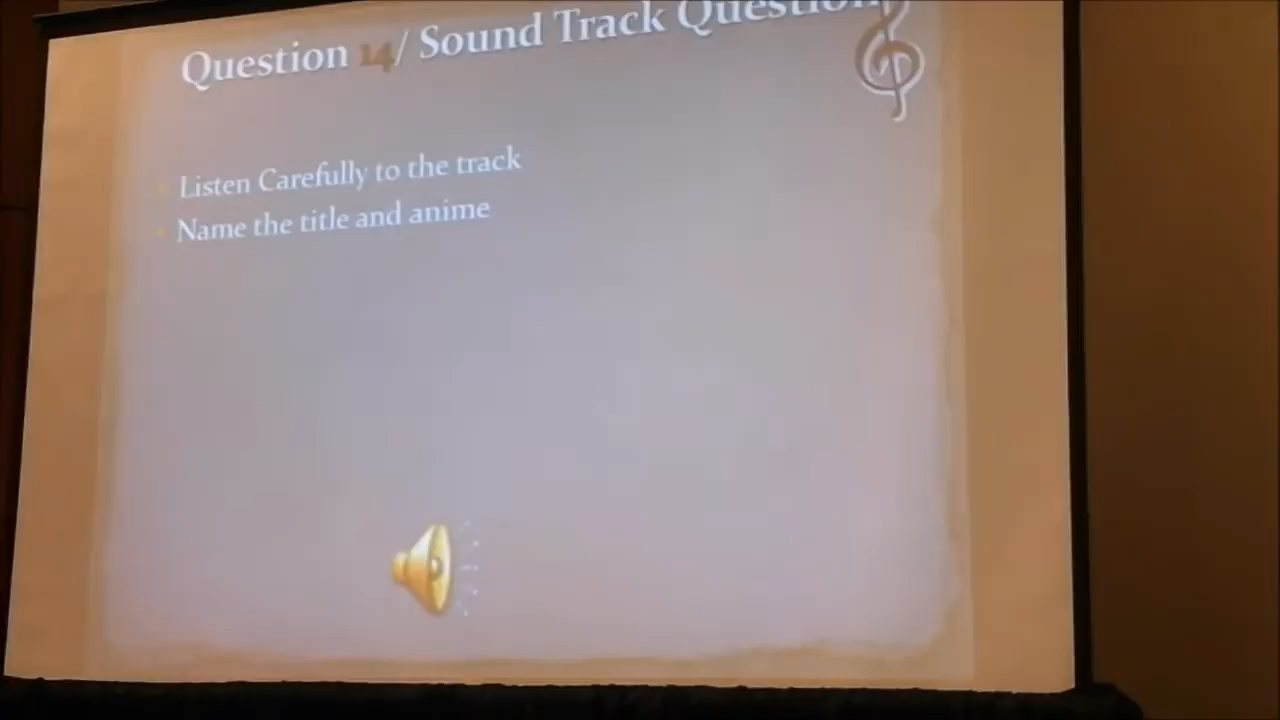 Question 14/ Sound Track Question
Listen Carefully to the track
Name the title and anime